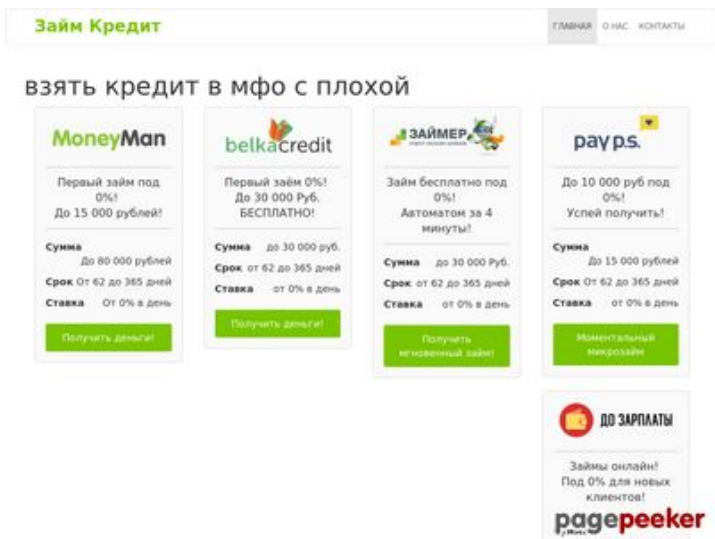 Займ Кредит
ГЛАВНАЯ О НАС КОНТАКТЫ
взять кредит в мфо с плохой
MoneyMan
Первый займ под
0%!
До 15 000 рублей!
Сумма
До 80 000 рублей
Срок От 62 до 365 дней
Ставка От 0% в день
Получить деньги!
belkacredit
Первый заём 0%!
До 30 000 Руб.
БЕСПЛАТНО!
Сумма до 30 000 руб.
Срок от 62 до 365 дней
Ставка от 0% в день
Получить деньги!
ЗАЙМЕР
Займ бесплатно под
0%!
Автоматом за 4
минуты!
Сумма до 30 000 Руб.
Срок от 62 до 365 дней
Ставка от 0% в день
Получить
мгновенный займ!
pay p.s.
До 10 000 руб под
0%!
Успей получить!
Сумма
До 15 000 рублей
Срок От 62 до 365 дней
Ставка от 0% в день
Моментальный
микрозайм
ДО ЗАРПЛАТЫ
Займы онлайн!
Под 0% для новых
клиентов!
pagepeeker